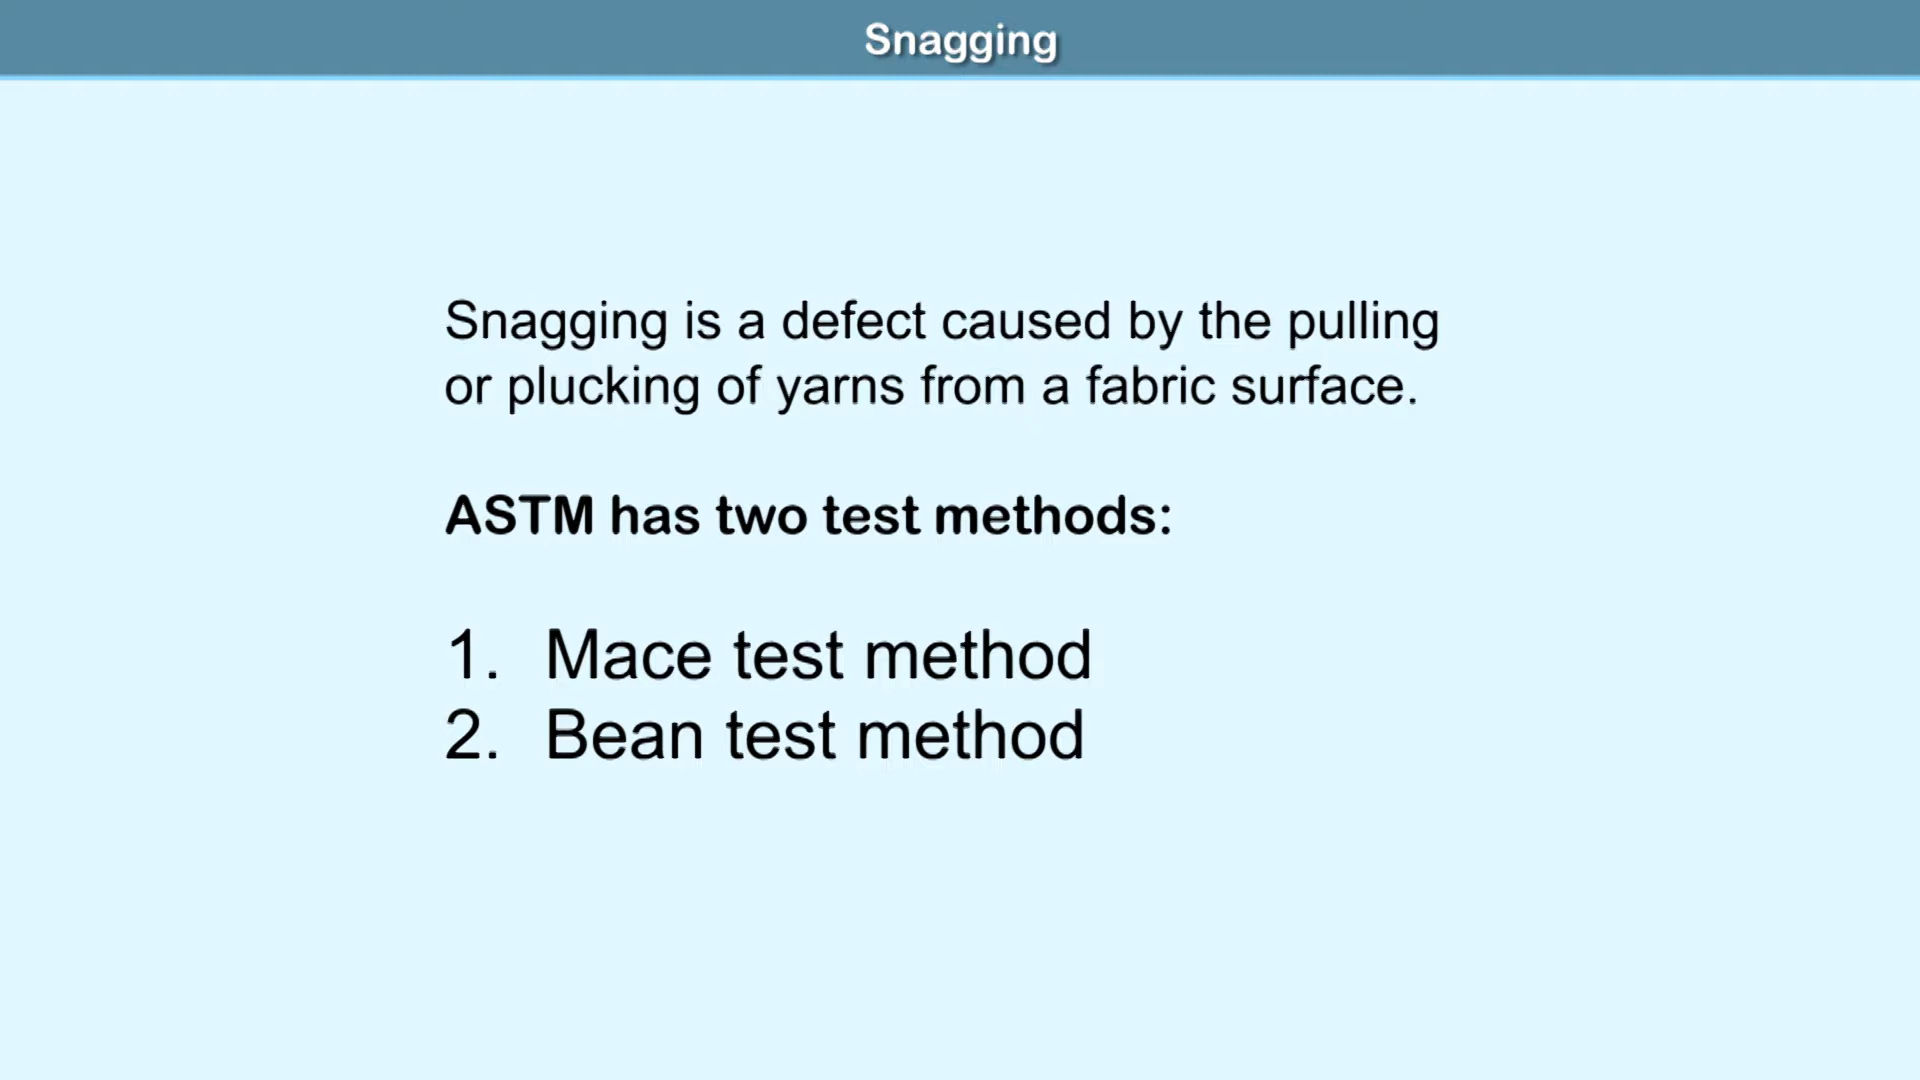 Snagging
Snagging is a defect caused by the pulling
or plucking of yarns from a fabric surface.
ASTM has two test methods:
1. Mace test method
2. Bean test method